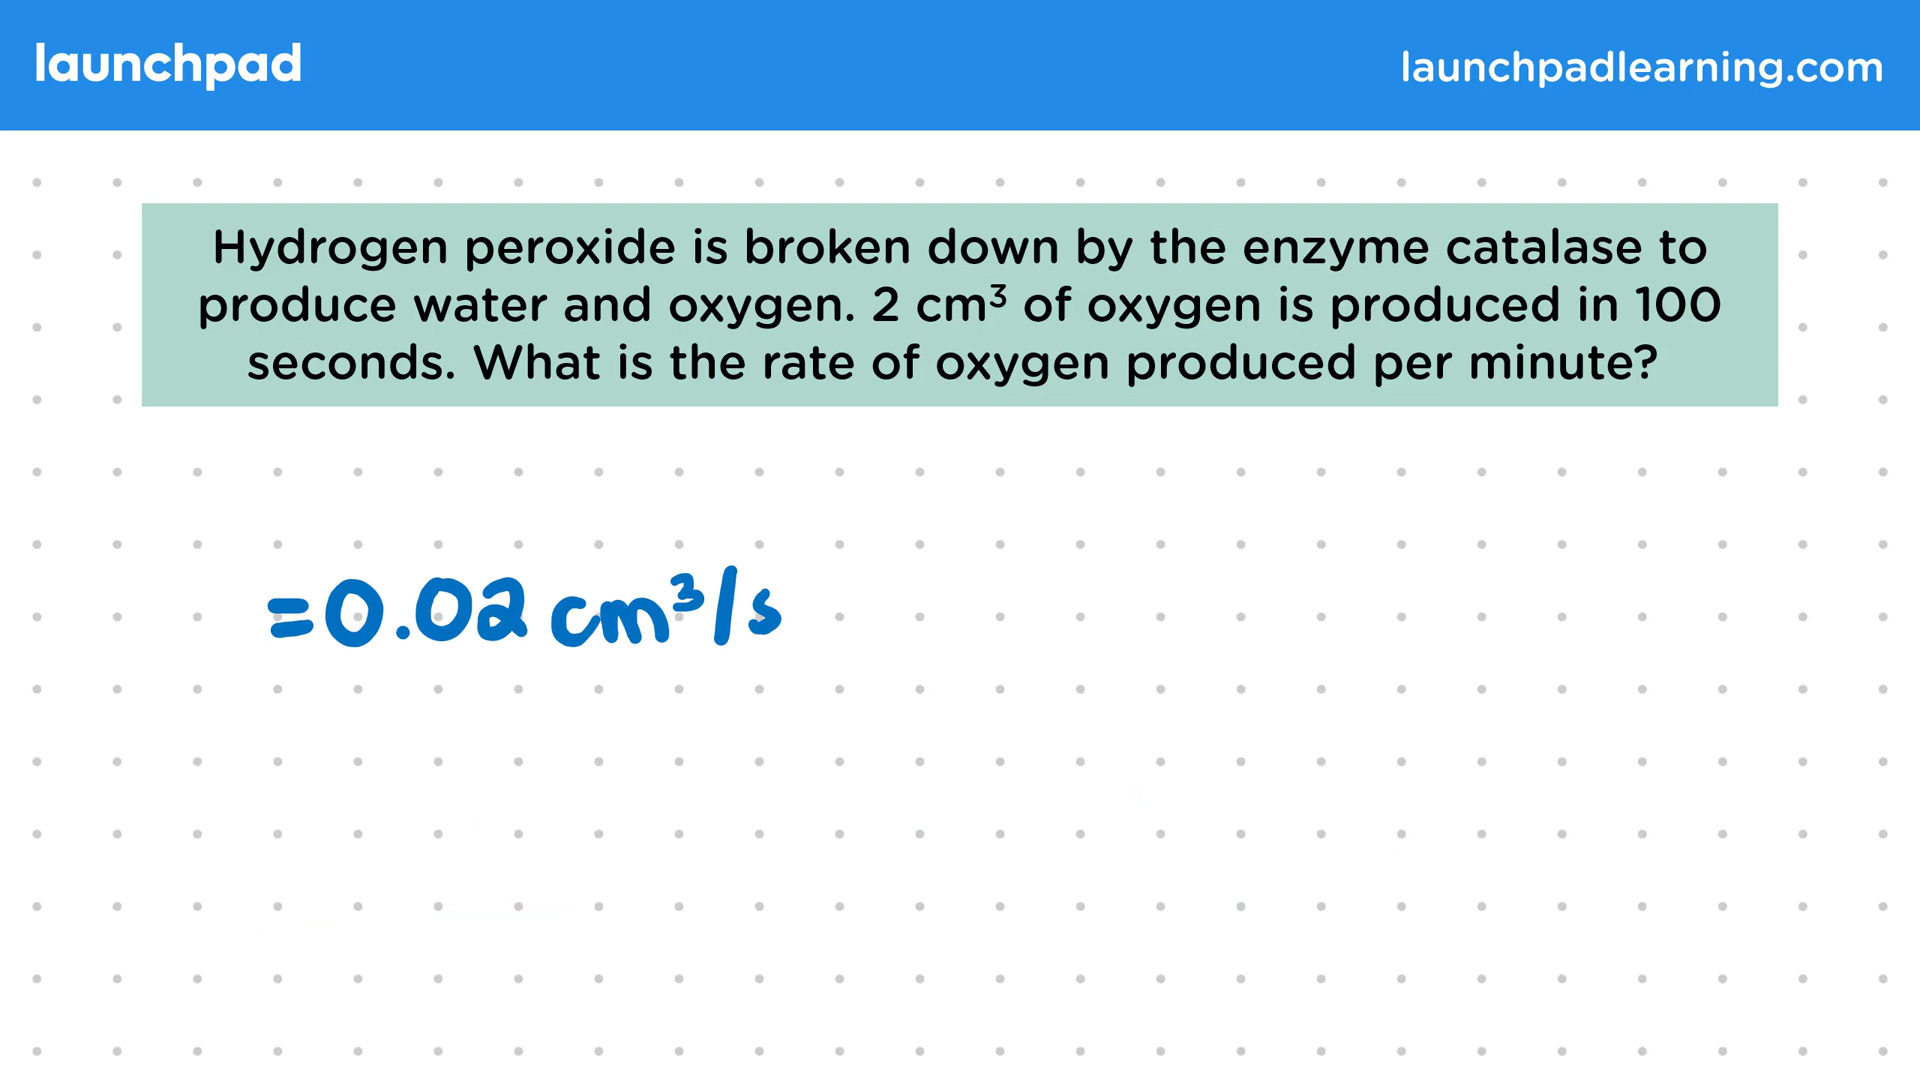 launchpad
launchpadlearning.com
Hydrogen peroxide is broken down by the enzyme catalase to
produce water and oxygen. 2 cm³ of oxygen is produced in 100
seconds. What is the rate of oxygen produced per minute?
=0.02 cm³/s